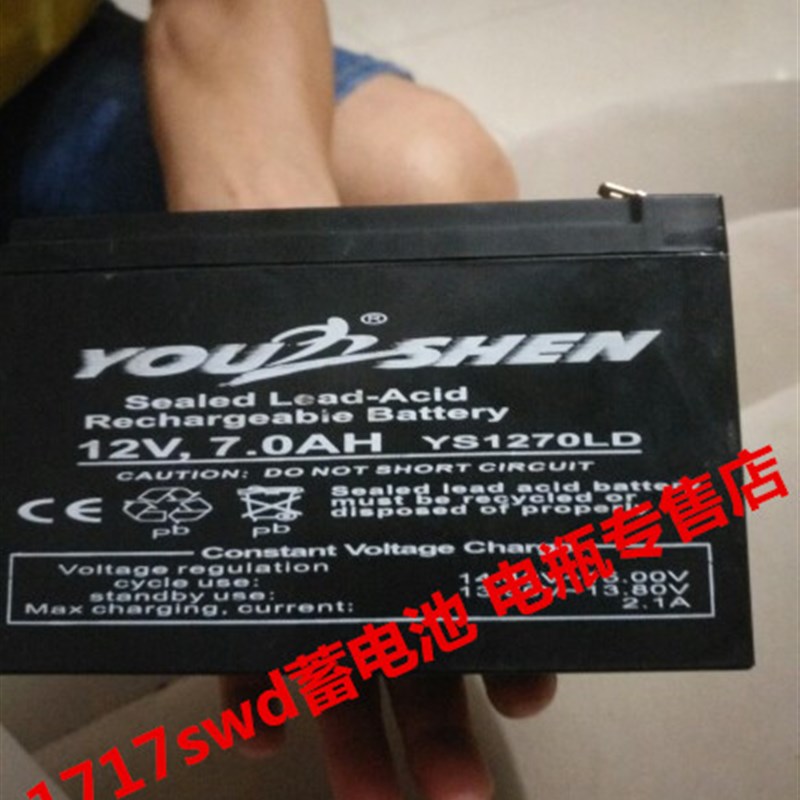 YOU SHEN ®
Sealed Lead-Acid
Rechargeable Battery
12V, 7.0AH YS1270LD
CAUTION: DO NOT SHORT CIRCUIT
CE pb pb
Sealed lead acid battery
must be recycled or
disposed of
Constant Voltage Charge
Voltage regulation
cycle use:
standby use: 13.80V
Max charging, current: 2.1A
1717swd蓄电池 电瓶专售店